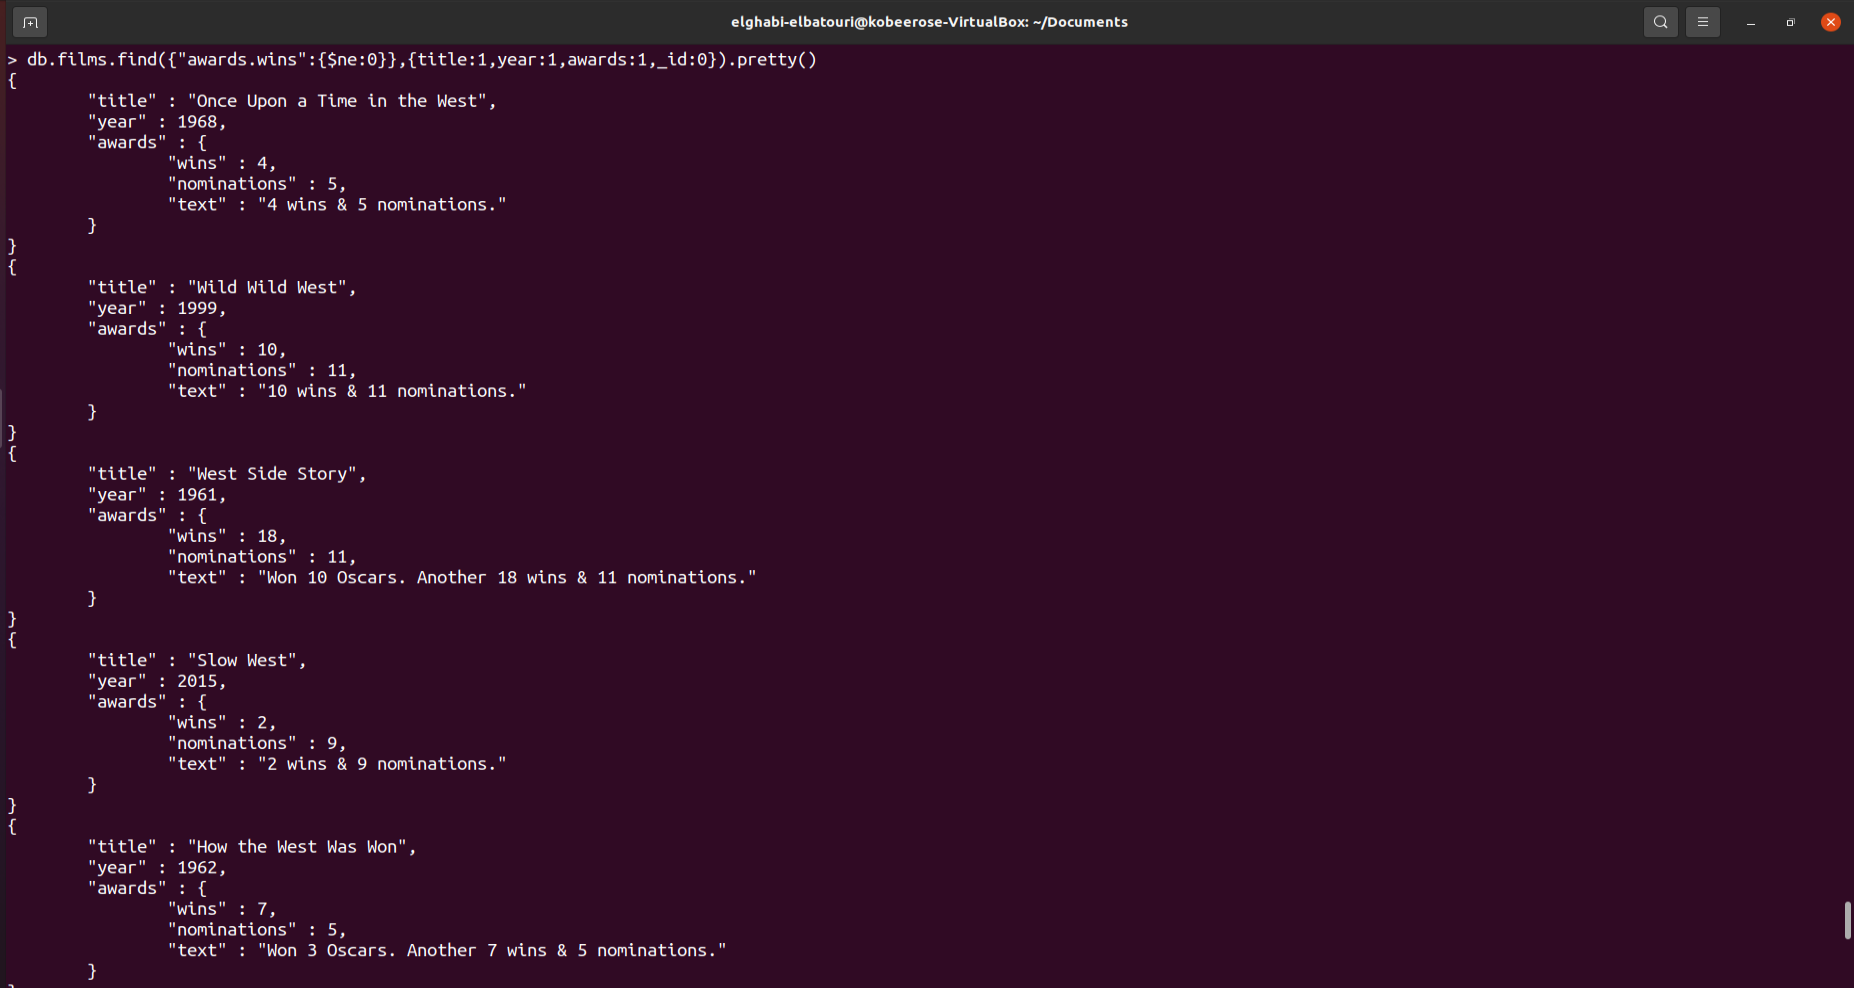 elghabi-elbatouri@kobeerose-VirtualBox: ~/Documents
> db.films.find({"awards.wins":{$ne:0}},{title:1,year:1,awards:1,_id:0}).pretty()
{
        "title" : "Once Upon a Time in the West",
        "year" : 1968,
        "awards" : {
                "wins" : 4,
                "nominations" : 5,
                "text" : "4 wins & 5 nominations."
        }
}
{
        "title" : "Wild Wild West",
        "year" : 1999,
        "awards" : {
                "wins" : 10,
                "nominations" : 11,
                "text" : "10 wins & 11 nominations."
        }
}
{
        "title" : "West Side Story",
        "year" : 1961,
        "awards" : {
                "wins" : 18,
                "nominations" : 11,
                "text" : "Won 10 Oscars. Another 18 wins & 11 nominations."
        }
}
{
        "title" : "Slow West",
        "year" : 2015,
        "awards" : {
                "wins" : 2,
                "nominations" : 9,
                "text" : "2 wins & 9 nominations."
        }
}
{
        "title" : "How the West Was Won",
        "year" : 1962,
        "awards" : {
                "wins" : 7,
                "nominations" : 5,
                "text" : "Won 3 Oscars. Another 7 wins & 5 nominations."
        }